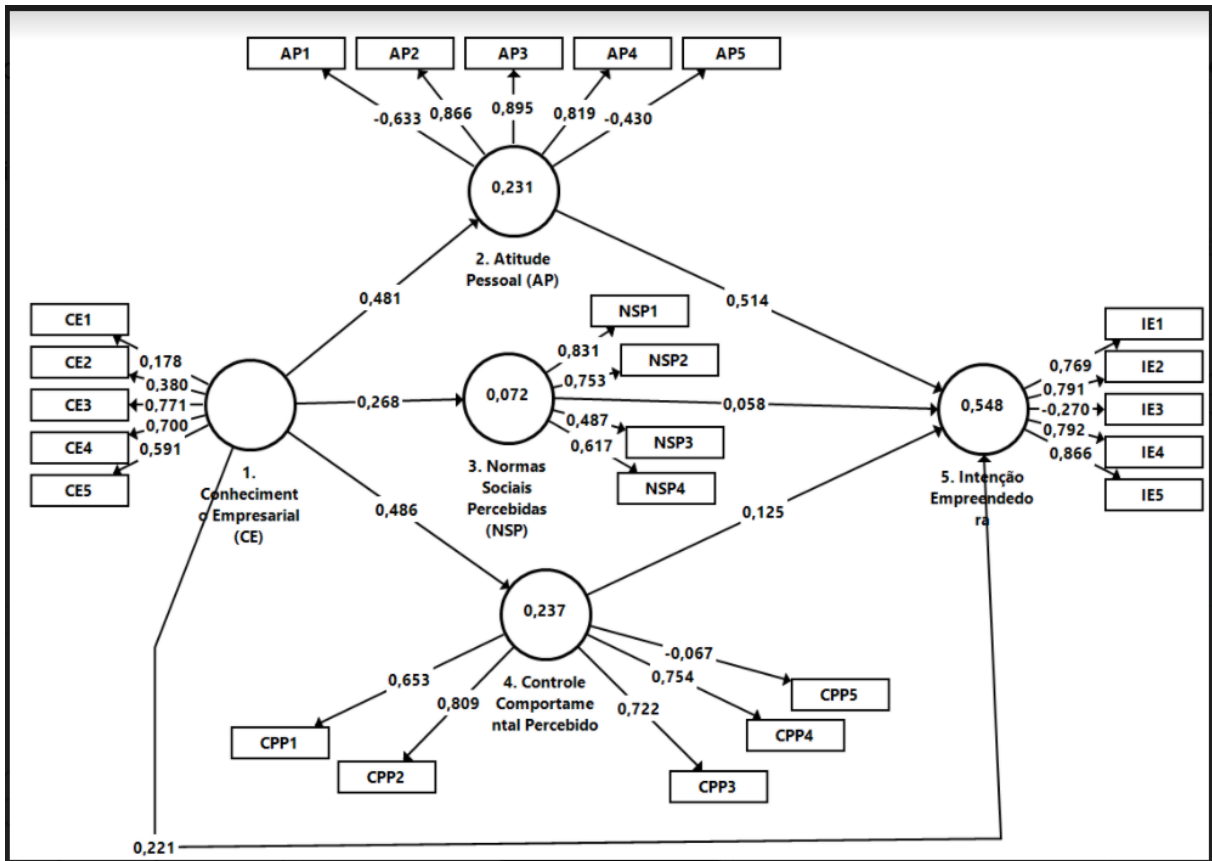 AP1 AP2 AP3 AP4 AP5
-0,633 0,866 0,895 0,819 -0,430
0,231
2. Atitude
Pessoal (AP)
0,481
0,514
CE1
CE2
CE3
CE4
CE5
0,178
0,380
0,771
0,700
0,591
1.
Conheciment
o Empresarial
(CE)
0,268
0,072
3. Normas
Sociais
Percebidas
(NSP)
NSP1
NSP2
NSP3
NSP4
0,831
0,753
0,487
0,617
0,058
0,548
5. Intenção
Empreendedo
ra
IE1
IE2
IE3
IE4
IE5
0,769
0,791
-0,270
0,792
0,866
0,486
0,125
0,237
4. Controle
Comportame
ntal Percebido
0,653
0,809
0,722
0,754
-0,067
CPP1
CPP2
CPP3
CPP4
CPP5
0,221